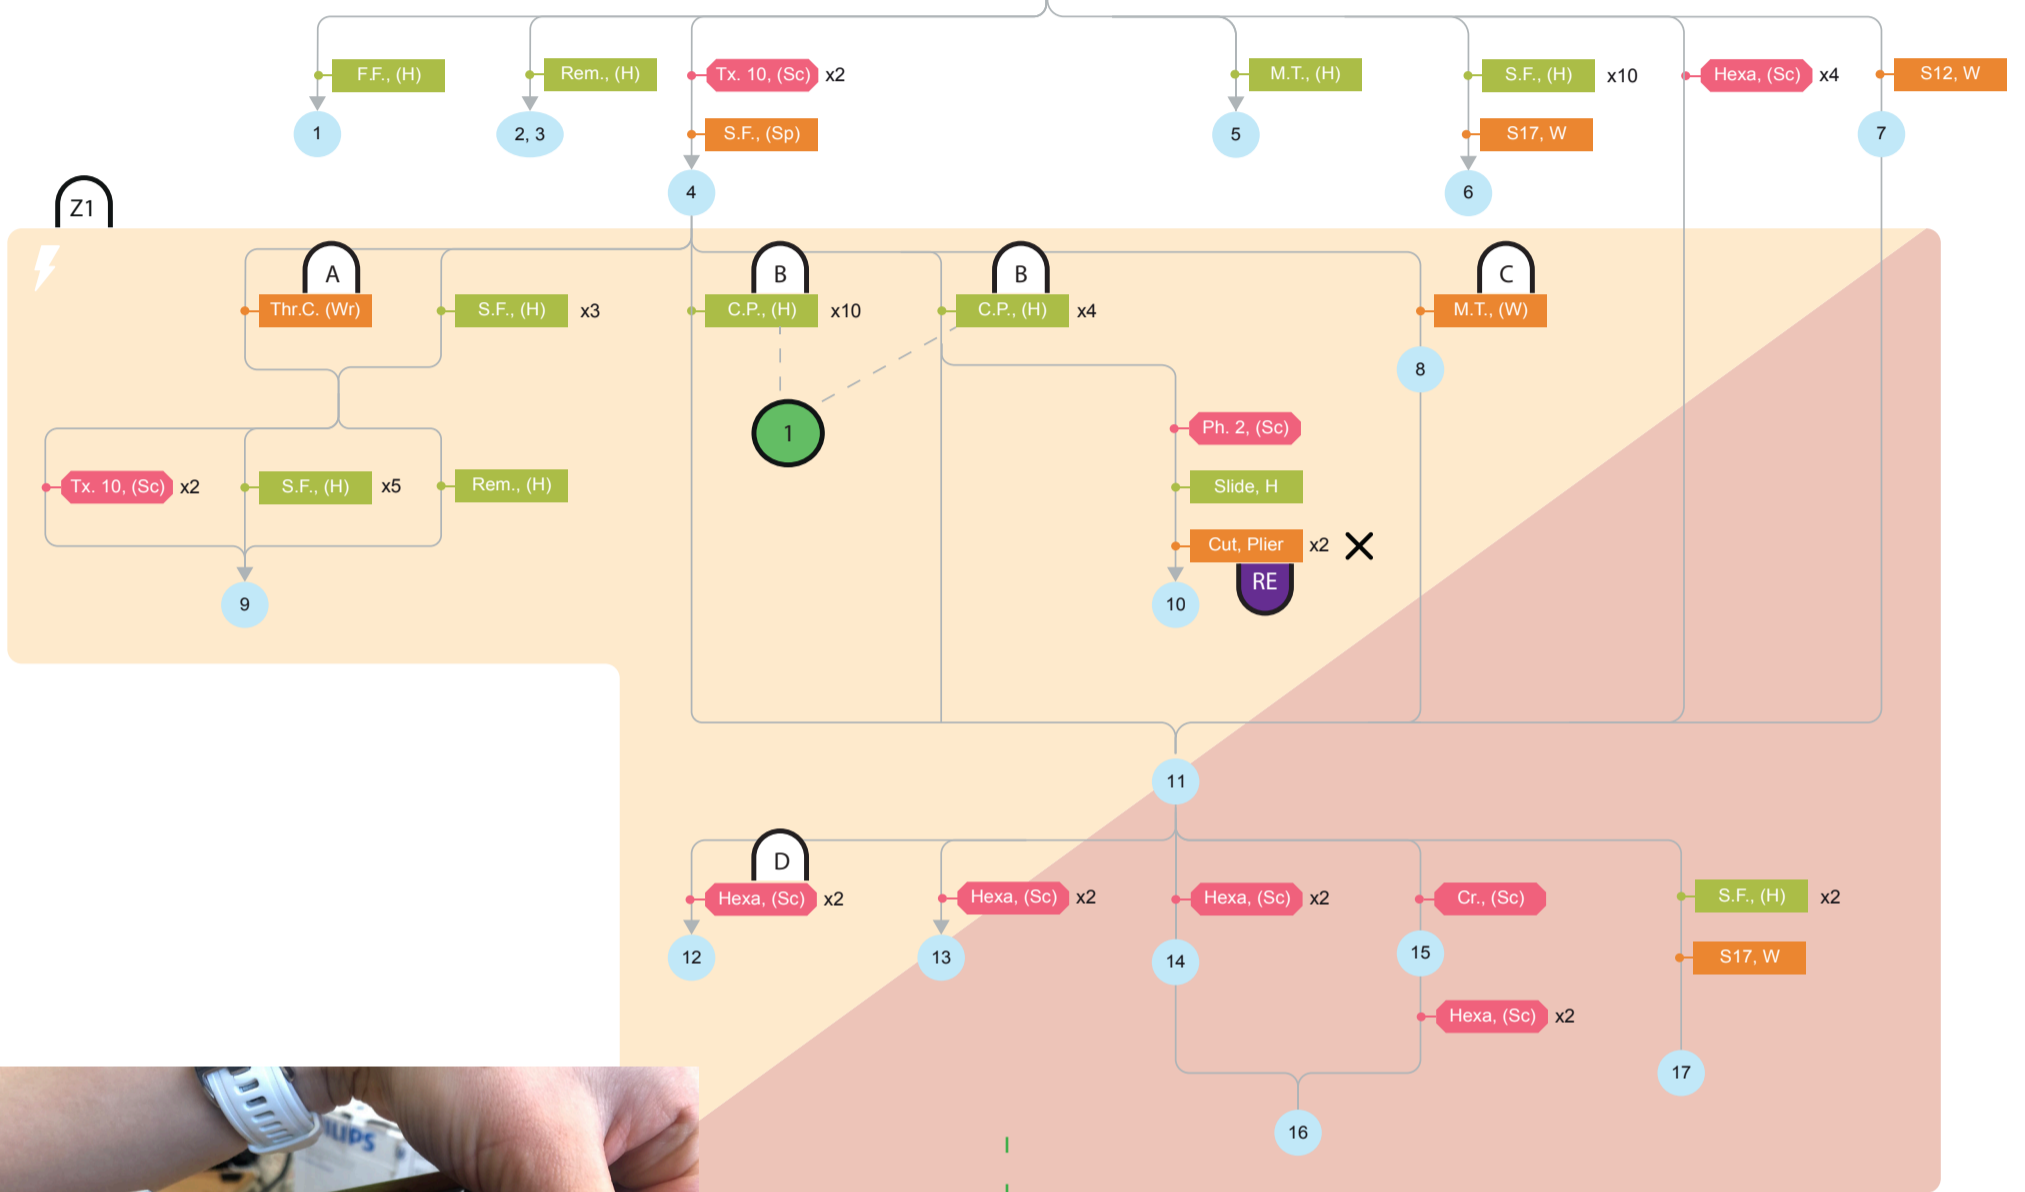 F.F., (H)
Rem., (H)
Tx. 10, (Sc) x2
M.T., (H)
S.F., (H) x10
Hexa, (Sc) x4
S12, W
1
2, 3
S.F., (Sp)
5
S17, W
7
4
6
Z1
A
B
B
C
Thr.C. (Wr)
S.F., (H) x3
C.P., (H) x10
C.P., (H) x4
M.T., (W)
8
1
Ph. 2, (Sc)
Tx. 10, (Sc) x2
S.F., (H) x5
Rem., (H)
Slide, H
Cut, Plier x2
RE
9
10
11
D
Hexa, (Sc) x2
Hexa, (Sc) x2
Hexa, (Sc) x2
Cr., (Sc)
S.F., (H) x2
12
13
14
15
S17, W
Hexa, (Sc) x2
17
16
ILIPS